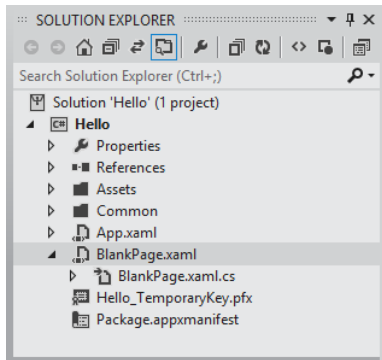 SOLUTION EXPLORER
Search Solution Explorer (Ctrl+;)
Solution 'Hello' (1 project)
C# Hello
Properties
References
Assets
Common
App.xaml
BlankPage.xaml
BlankPage.xaml.cs
Hello_TemporaryKey.pfx
Package.appxmanifest